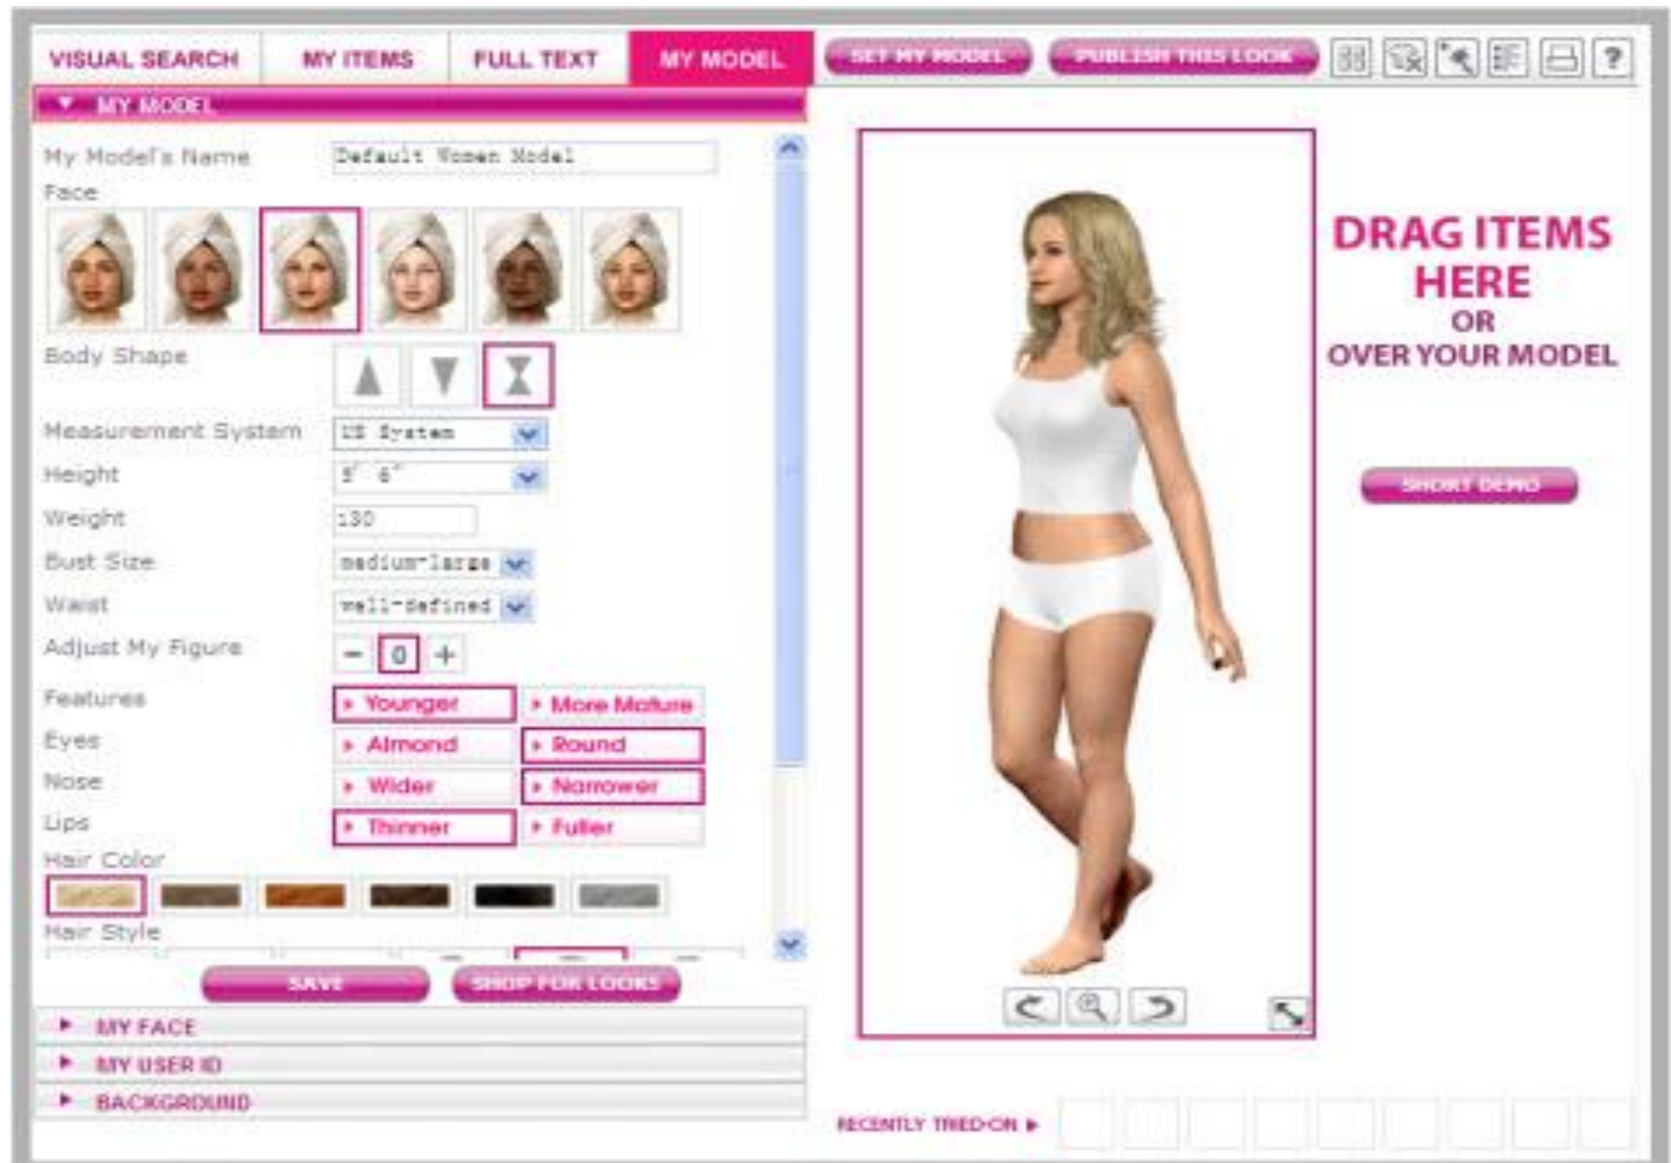 VISUAL SEARCH MY ITEMS FULL TEXT MY MODEL SET MY MODEL PUBLISH THIS LOOK ?
MY MODEL
My Model's Name Default Women Model
Face
Body Shape
Measurement System US System
Height 5' 6"
Weight 130
Bust Size medium-large
Waist well-defined
Adjust My Figure - 0 +
Features Younger More Mature
Eyes Almond Round
Nose Wider Narrower
Lips Thinner Fuller
Hair Color
Hair Style
SAVE SHOP FOR LOOKS
MY FACE
MY USER ID
BACKGROUND
DRAG ITEMS
HERE
OR
OVER YOUR MODEL
SHORT DEMO
RECENTLY TRIED-ON